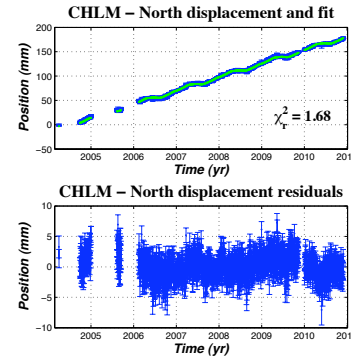 CHLM – North displacement and fit
200
150
100
50
0
−50
Position (mm)
χ²r = 1.68
2005 2006 2007 2008 2009 2010 201
Time (yr)
CHLM – North displacement residuals
10
5
0
−5
−10
Position (mm)
2005 2006 2007 2008 2009 2010 201
Time (yr)